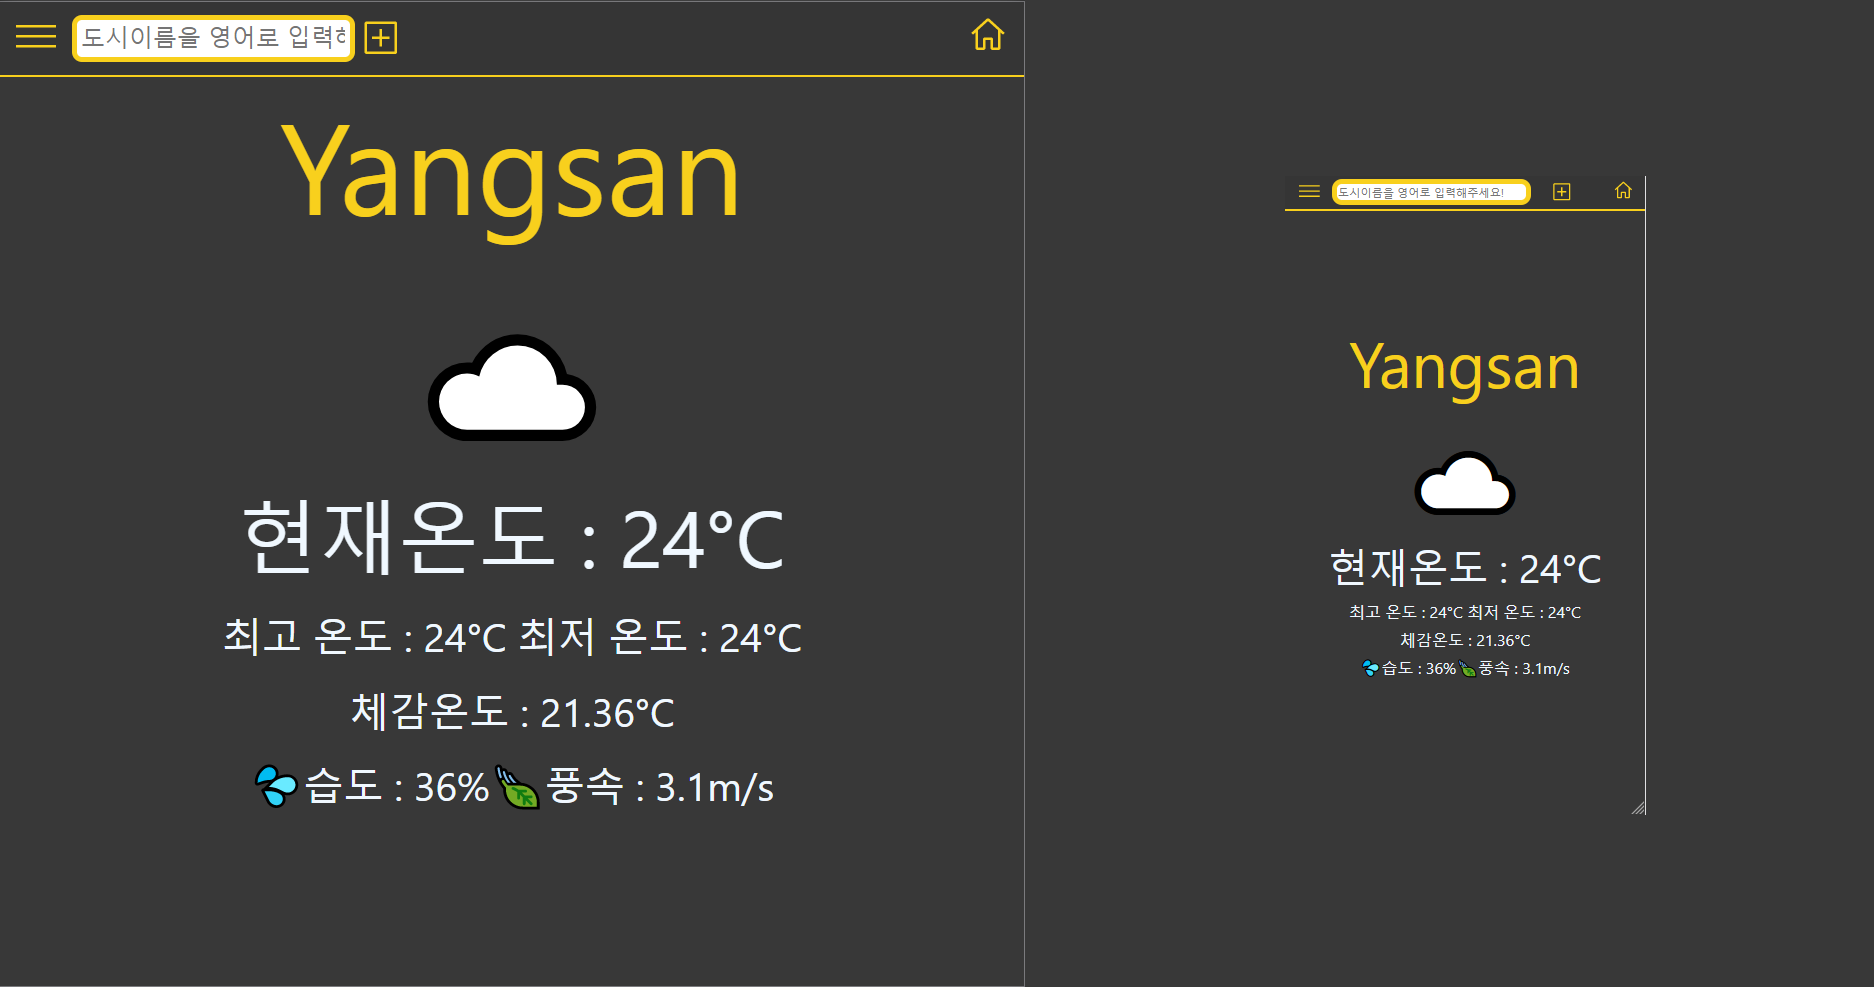 도시이름을 영어로 입력하
Yangsan
현재온도 : 24°C
최고 온도 : 24°C 최저 온도 : 24°C
체감온도 : 21.36°C
습도 : 36% 풍속 : 3.1m/s
도시이름을 영어로 입력해주세요!
Yangsan
현재온도 : 24°C
최고 온도 : 24°C 최저 온도 : 24°C
체감온도 : 21.36°C
습도 : 36% 풍속 : 3.1m/s